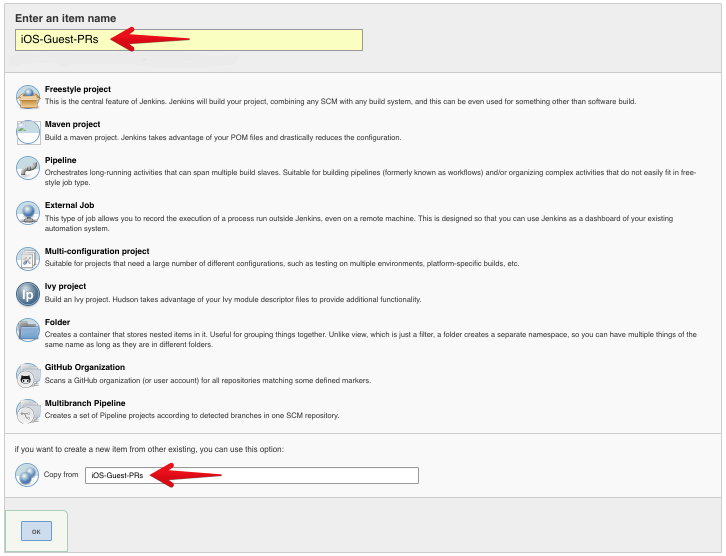 Enter an item name
iOS-Guest-PRs
Freestyle project
This is the central feature of Jenkins. Jenkins will build your project, combining any SCM with any build system, and this can be even used for something other than software build.
Maven project
Build a maven project. Jenkins takes advantage of your POM files and drastically reduces the configuration.
Pipeline
Orchestrates long-running activities that can span multiple build slaves. Suitable for building pipelines (formerly known as workflows) and/or organizing complex activities that do not easily fit in free-
style job type.
External Job
This type of job allows you to record the execution of a process run outside Jenkins, even on a remote machine. This is designed so that you can use Jenkins as a dashboard of your existing
automation system.
Multi-configuration project
Suitable for projects that need a large number of different configurations, such as testing on multiple environments, platform-specific builds, etc.
Ivy project
Build an Ivy project. Hudson takes advantage of your Ivy module descriptor files to provide additional functionality.
Folder
Creates a container that stores nested items in it. Useful for grouping things together. Unlike view, which is just a filter, a folder creates a separate namespace, so you can have multiple things of the
same name as long as they are in different folders.
GitHub Organization
Scans a GitHub organization (or user account) for all repositories matching some defined markers.
Multibranch Pipeline
Creates a set of Pipeline projects according to detected branches in one SCM repository.
if you want to create a new item from other existing, you can use this option:
Copy from iOS-Guest-PRs
OK